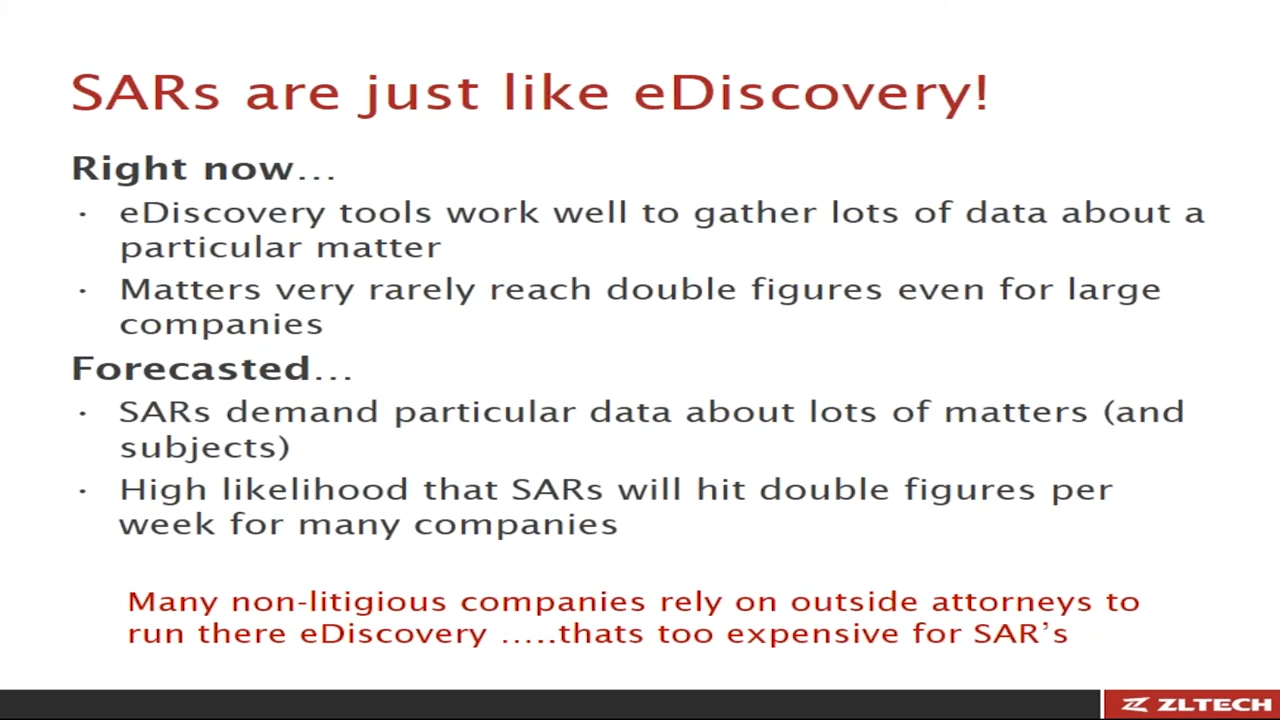 SARs are just like eDiscovery!
Right now...
· eDiscovery tools work well to gather lots of data about a
particular matter
· Matters very rarely reach double figures even for large
companies
Forecasted...
· SARs demand particular data about lots of matters (and
subjects)
· High likelihood that SARs will hit double figures per
week for many companies
Many non-litigious companies rely on outside attorneys to
run there eDiscovery .....thats too expensive for SAR’s
ZLTECH